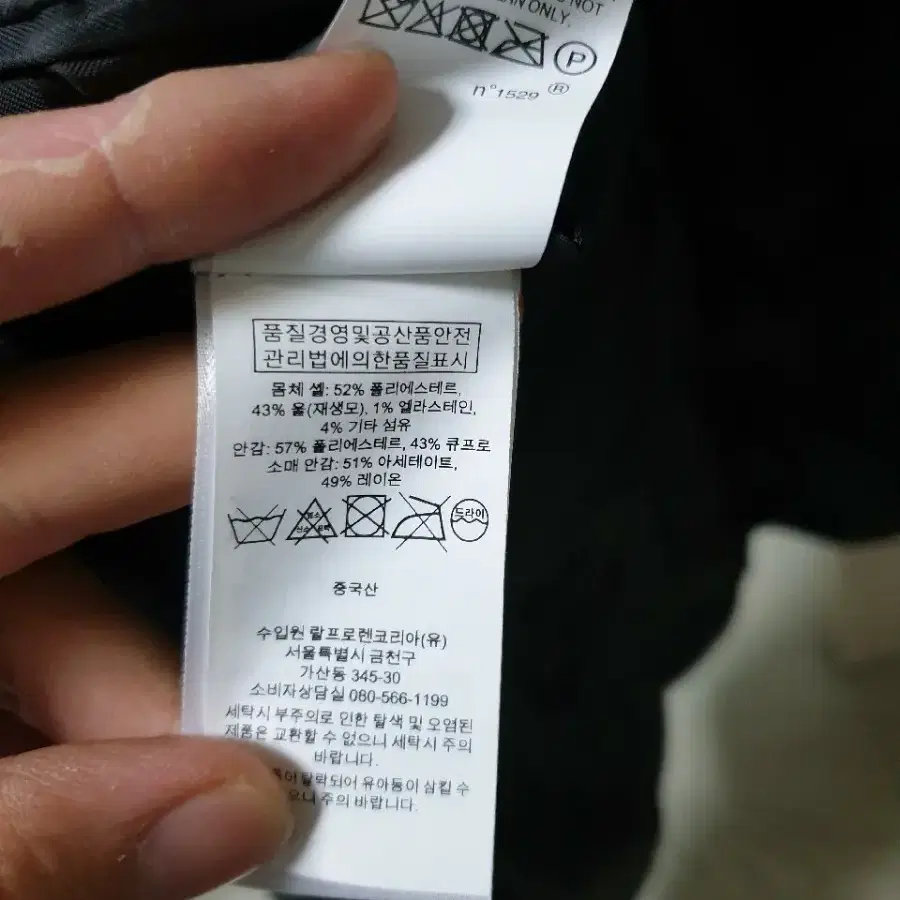 NOT
ONLY.
P
n°1529 ®
품질경영및공산품안전
관리법에의한품질표시
몸체 쉘: 52% 폴리에스테르,
43% 울(재생모), 1% 엘라스테인,
4% 기타 섬유
안감: 57% 폴리에스테르, 43% 큐프로
소매 안감: 51% 아세테이트,
49% 레이온
드라이
중국산
수입원 랄프로렌코리아(유)
서울특별시 금천구
가산동 345-30
소비자상담실 080-566-1199
세탁시 부주의로 인한 탈색 및 오염된
제품은 교환할 수 없으니 세탁시 주의
바랍니다.
탈락되어 유아동이 삼킬 수
으니 주의 바랍니다.